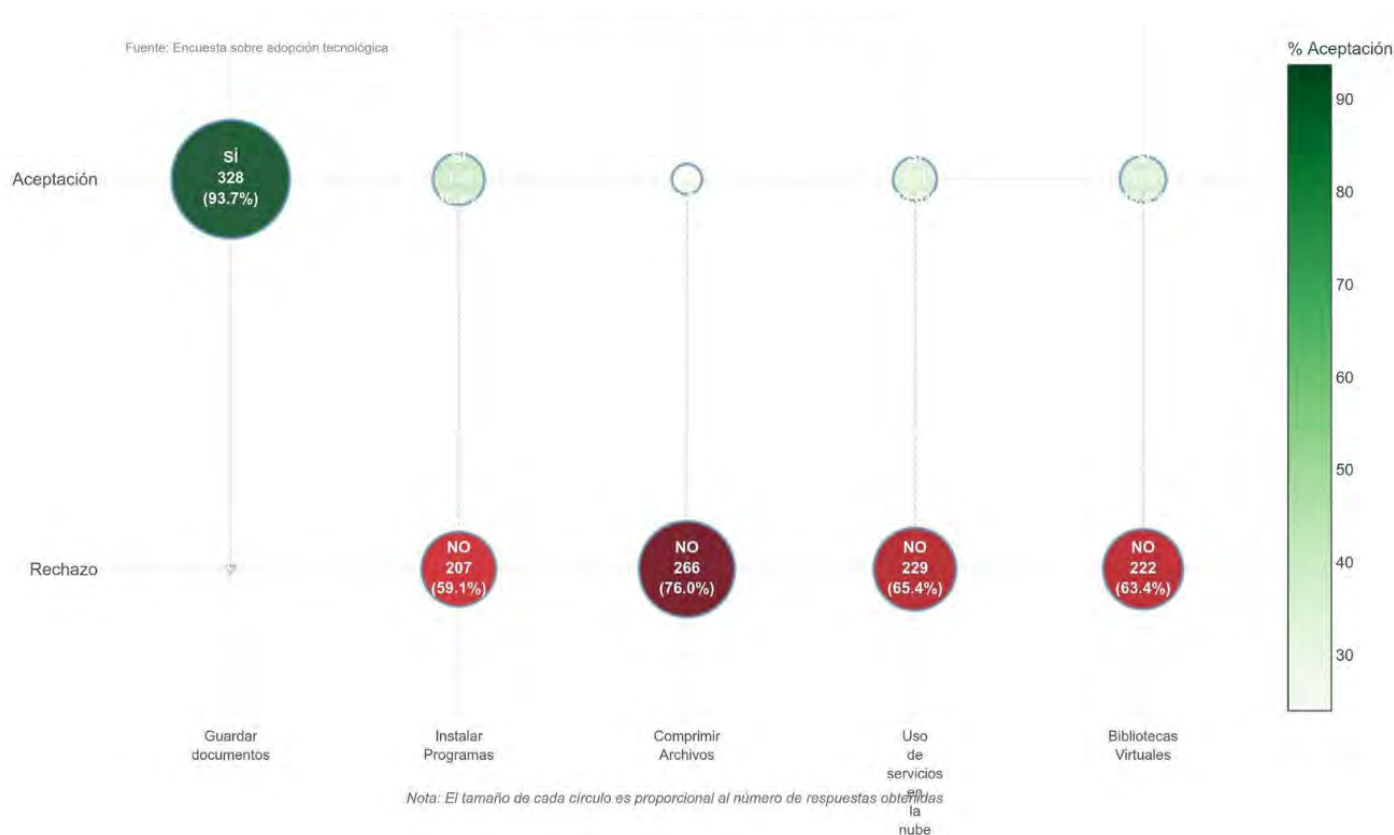 Fuente: Encuesta sobre adopción tecnológica
% Aceptación
90
80
70
60
50
40
30
Aceptación
SÍ
328
(93.7%)
SÍ
SÍ
SÍ
Rechazo
NO
207
(59.1%)
NO
266
(76.0%)
NO
229
(65.4%)
NO
222
(63.4%)
Guardar
documentos
Instalar
Programas
Comprimir
Archivos
Uso
de
servicios
en
la
nube
Bibliotecas
Virtuales
Nota: El tamaño de cada círculo es proporcional al número de respuestas obtenidas